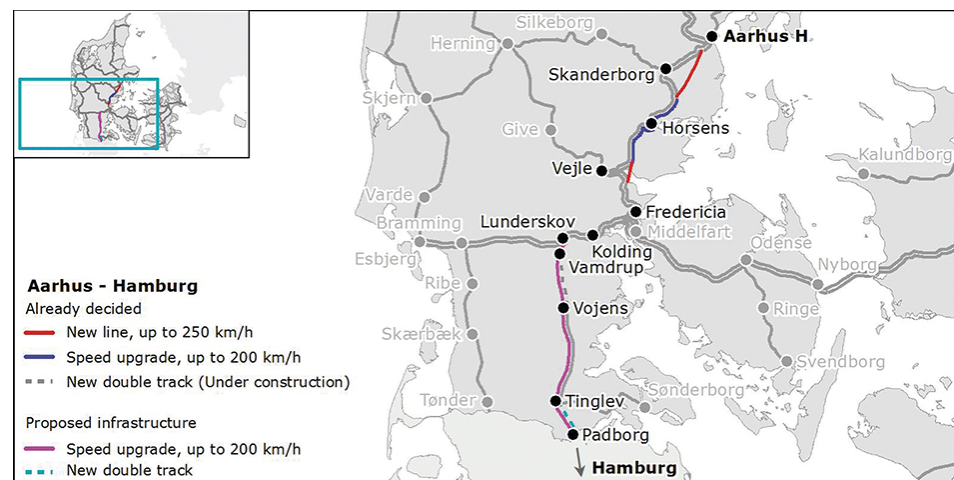 Silkeborg
Aarhus H
Herning
Skanderborg
Skjern
Horsens
Give
Kalundborg
Vejle
Varde
Fredericia
Lunderskov
Bramming
Middelfart
Odense
Kolding
Esbjerg
Vamdrup
Nyborg
Ribe
Vojens
Ringe
Skærbæk
Svendborg
Sønderborg
Tønder
Tinglev
Padborg
Hamburg
Aarhus - Hamburg
Already decided
New line, up to 250 km/h
Speed upgrade, up to 200 km/h
New double track (Under construction)
Proposed infrastructure
Speed upgrade, up to 200 km/h
New double track